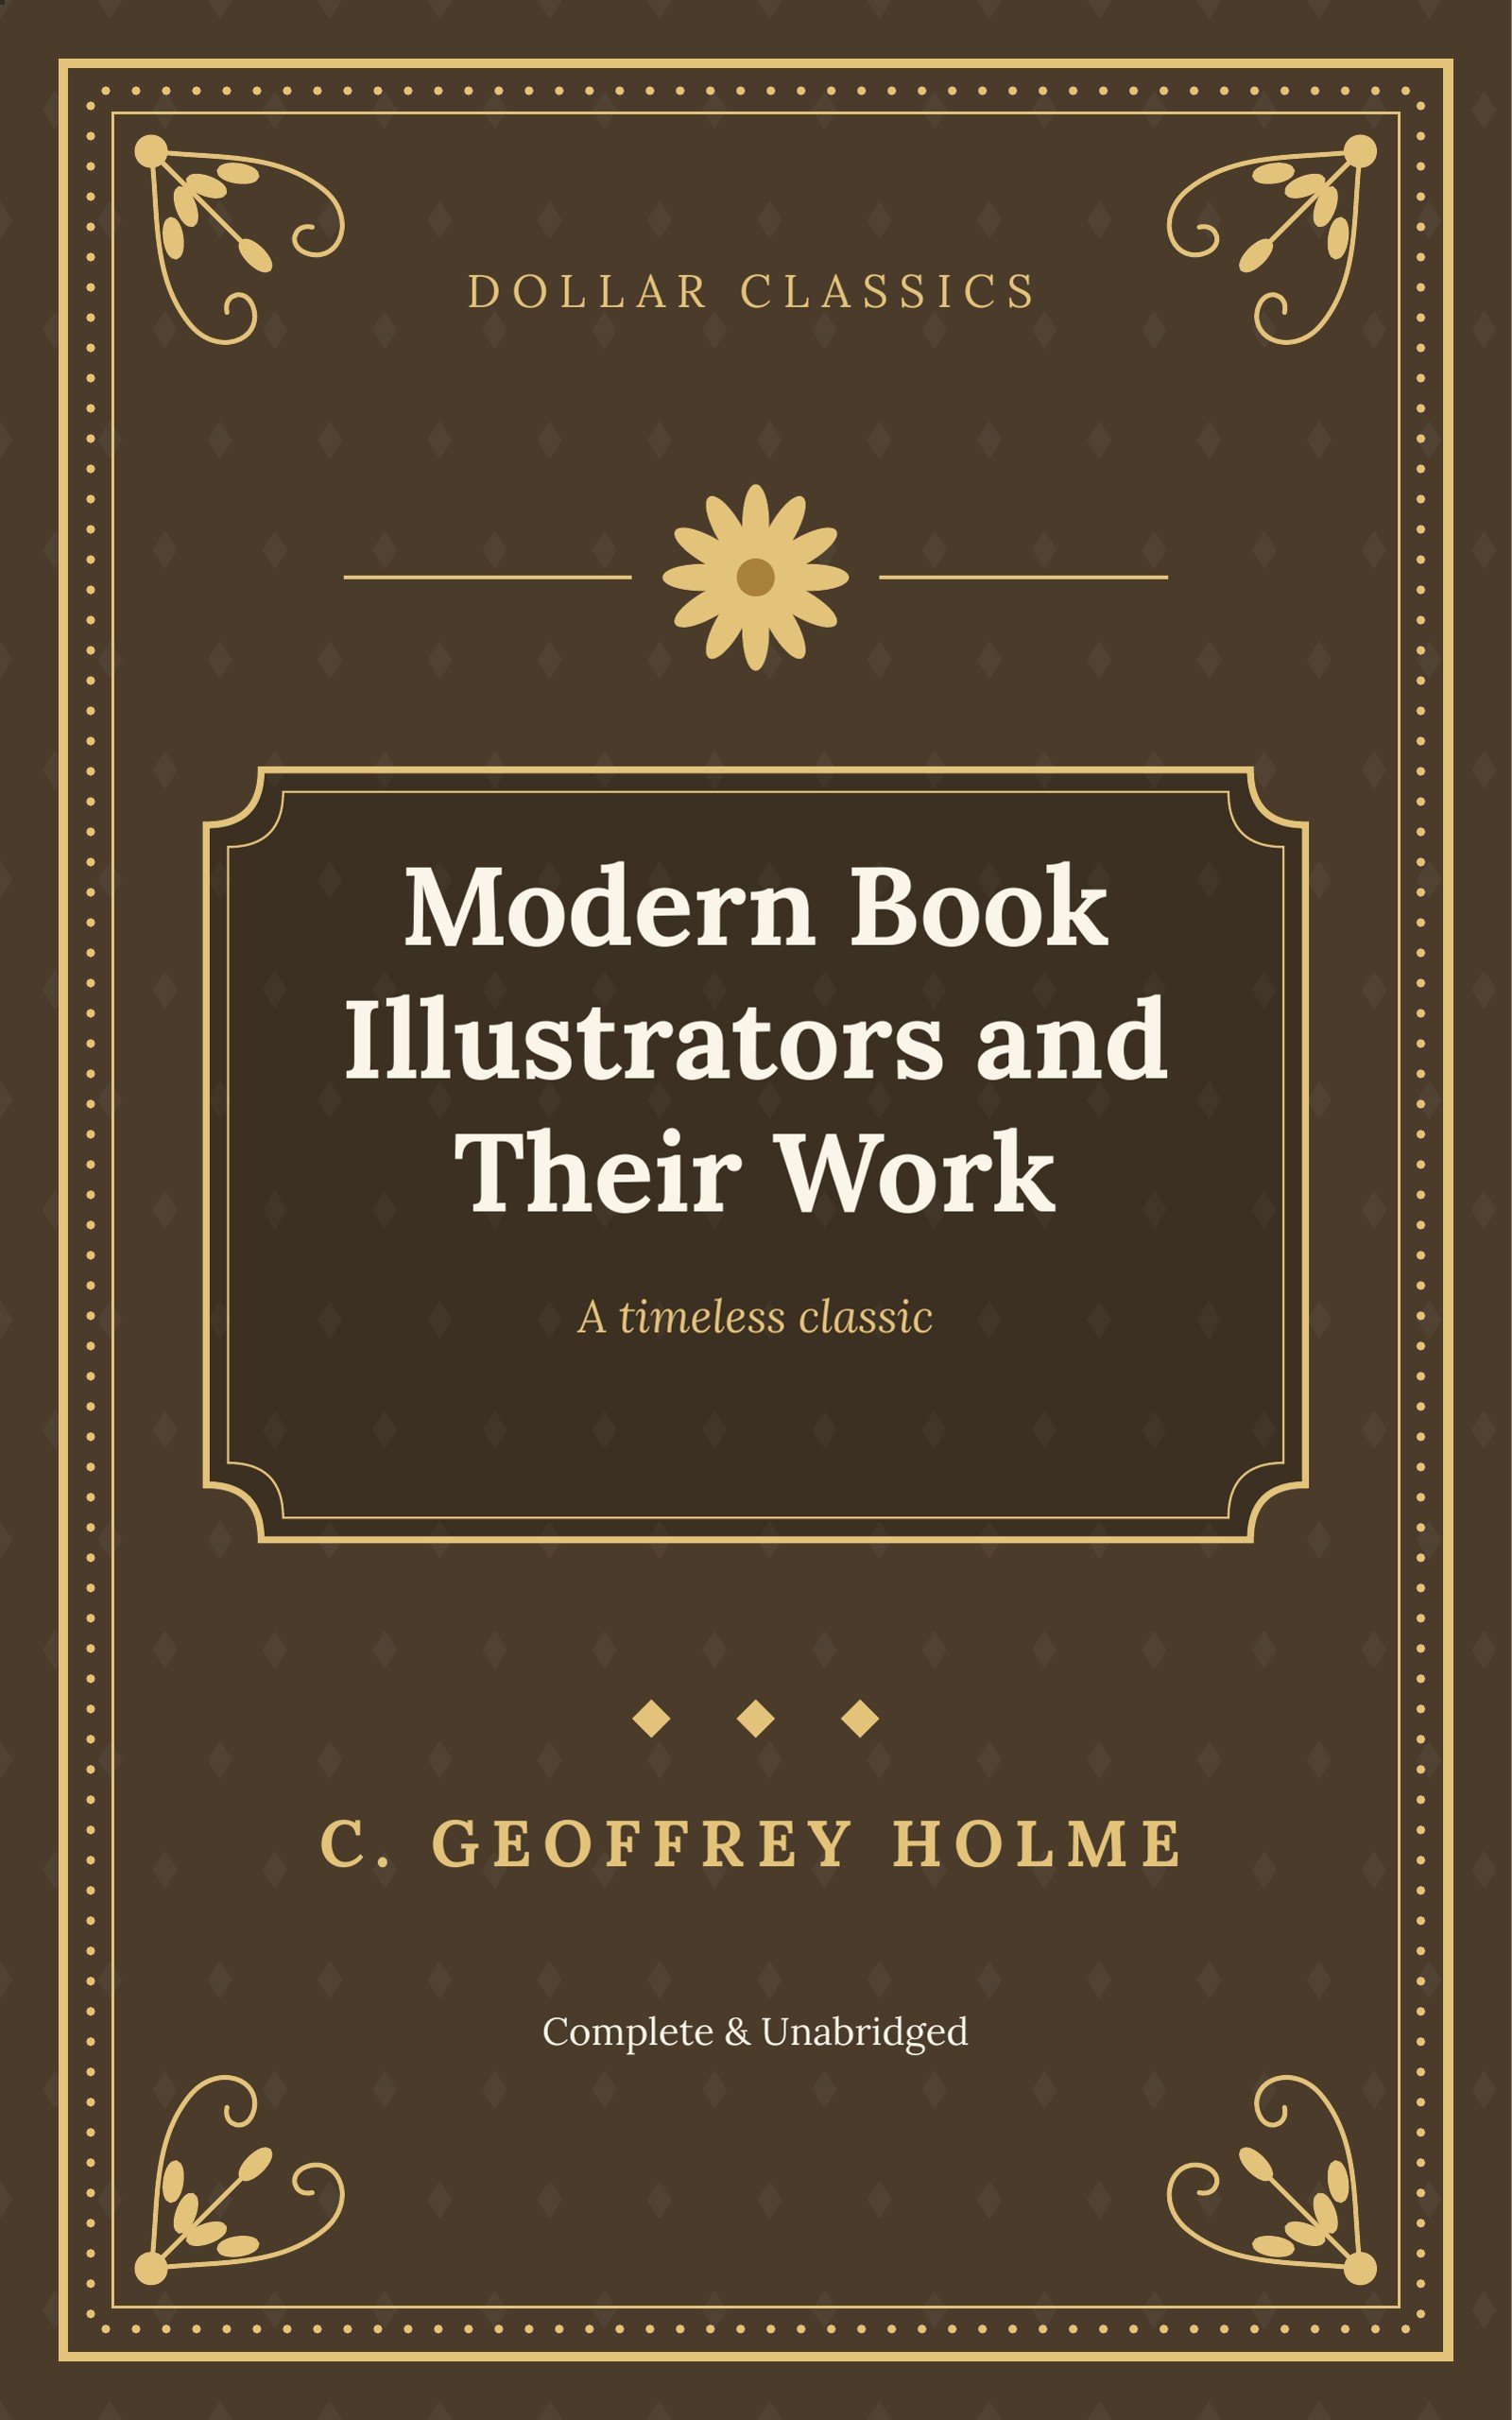 DOLLAR CLASSICS
Modern Book
Illustrators and
Their Work
A timeless classic
C. GEOFFREY HOLME
Complete & Unabridged